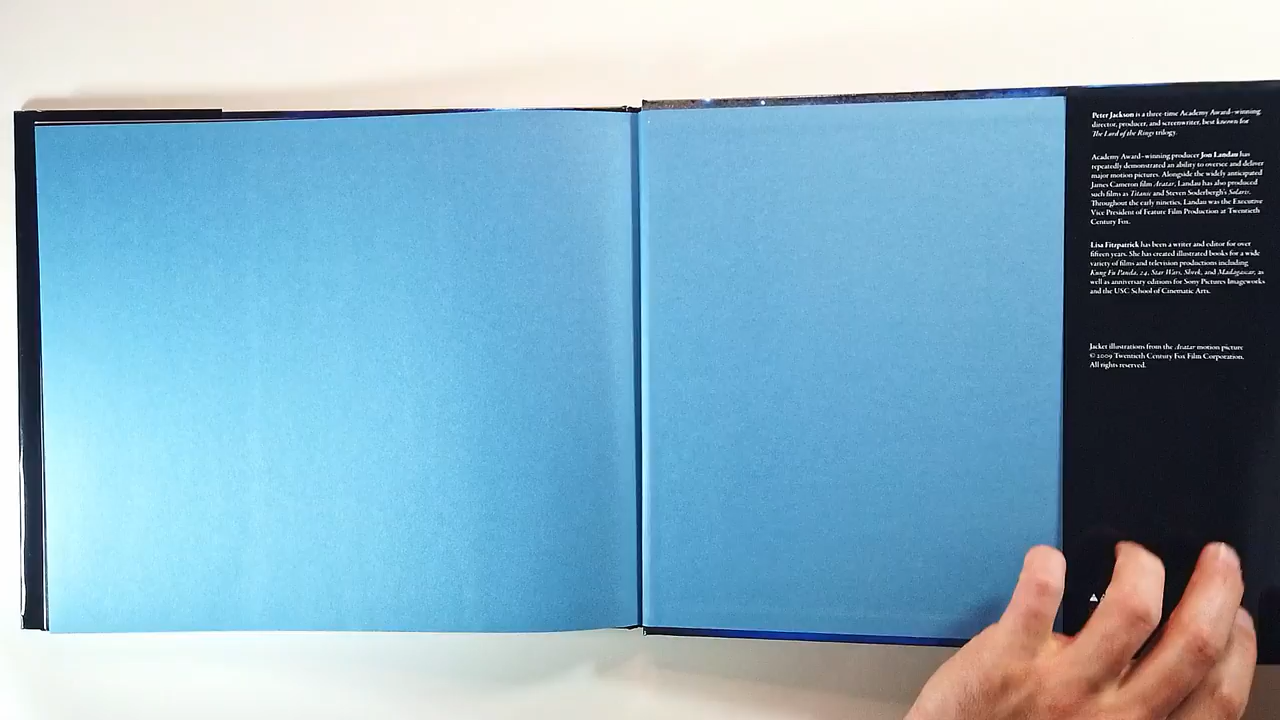 Peter Jackson is a three-time Academy Award–winning
director, producer, and screenwriter, best known for
The Lord of the Rings trilogy.
Academy Award–winning producer Jon Landau has
repeatedly demonstrated an ability to oversee and deliver
major motion pictures. Alongside the widely anticipated
James Cameron film Avatar, Landau has also produced
such films as Titanic and Steven Soderbergh's Solaris.
Throughout the early nineties, Landau was the Executive
Vice President of Feature Film Production at Twentieth
Century Fox.
Lisa Fitzpatrick has been a writer and editor for over
fifteen years. She has created illustrated books for a wide
variety of films and television productions including
Kung Fu Panda, 24, Star Wars, Shrek, and Madagascar, as
well as anniversary editions for Sony Pictures Imageworks
and the USC School of Cinematic Arts.
Jacket illustrations from the Avatar motion picture
© 2009 Twentieth Century Fox Film Corporation.
All rights reserved.